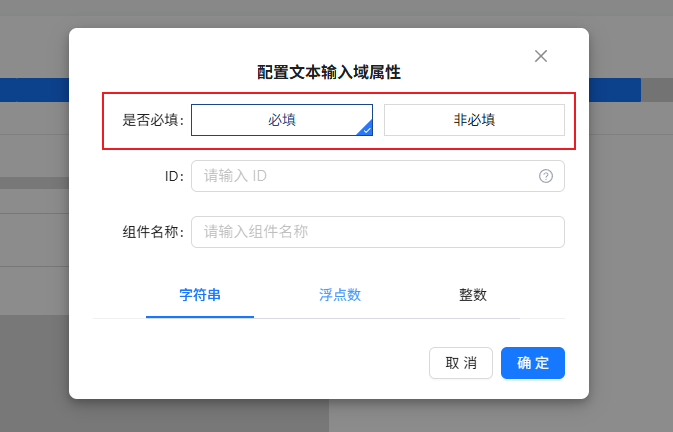 配置文本输入域属性
是否必填: 必填 非必填
ID: 请输入 ID
组件名称: 请输入组件名称
字符串 浮点数 整数
取 消 确 定